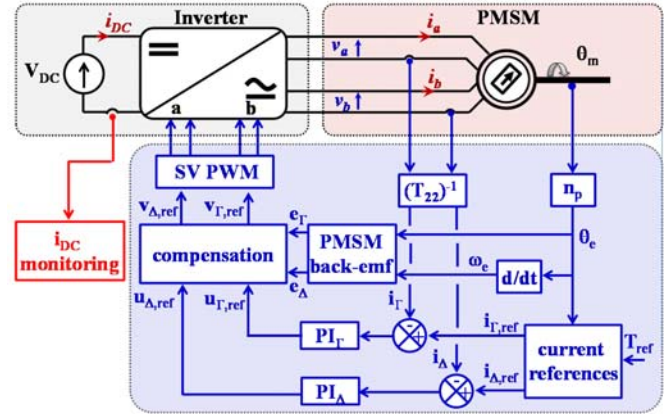 Inverter
PMSM
i_DC
V_DC
a
b
v_a
v_b
i_a
i_b
θ_m
SV PWM
(T_22)^-1
n_p
v_Δ,ref
v_Γ,ref
i_DC
monitoring
compensation
e_Γ
e_Δ
PMSM
back-emf
ω_e
θ_e
d/dt
u_Δ,ref
u_Γ,ref
i_Γ
PI_Γ
- +
i_Γ,ref
i_Δ
PI_Δ
- +
i_Δ,ref
current
references
T_ref